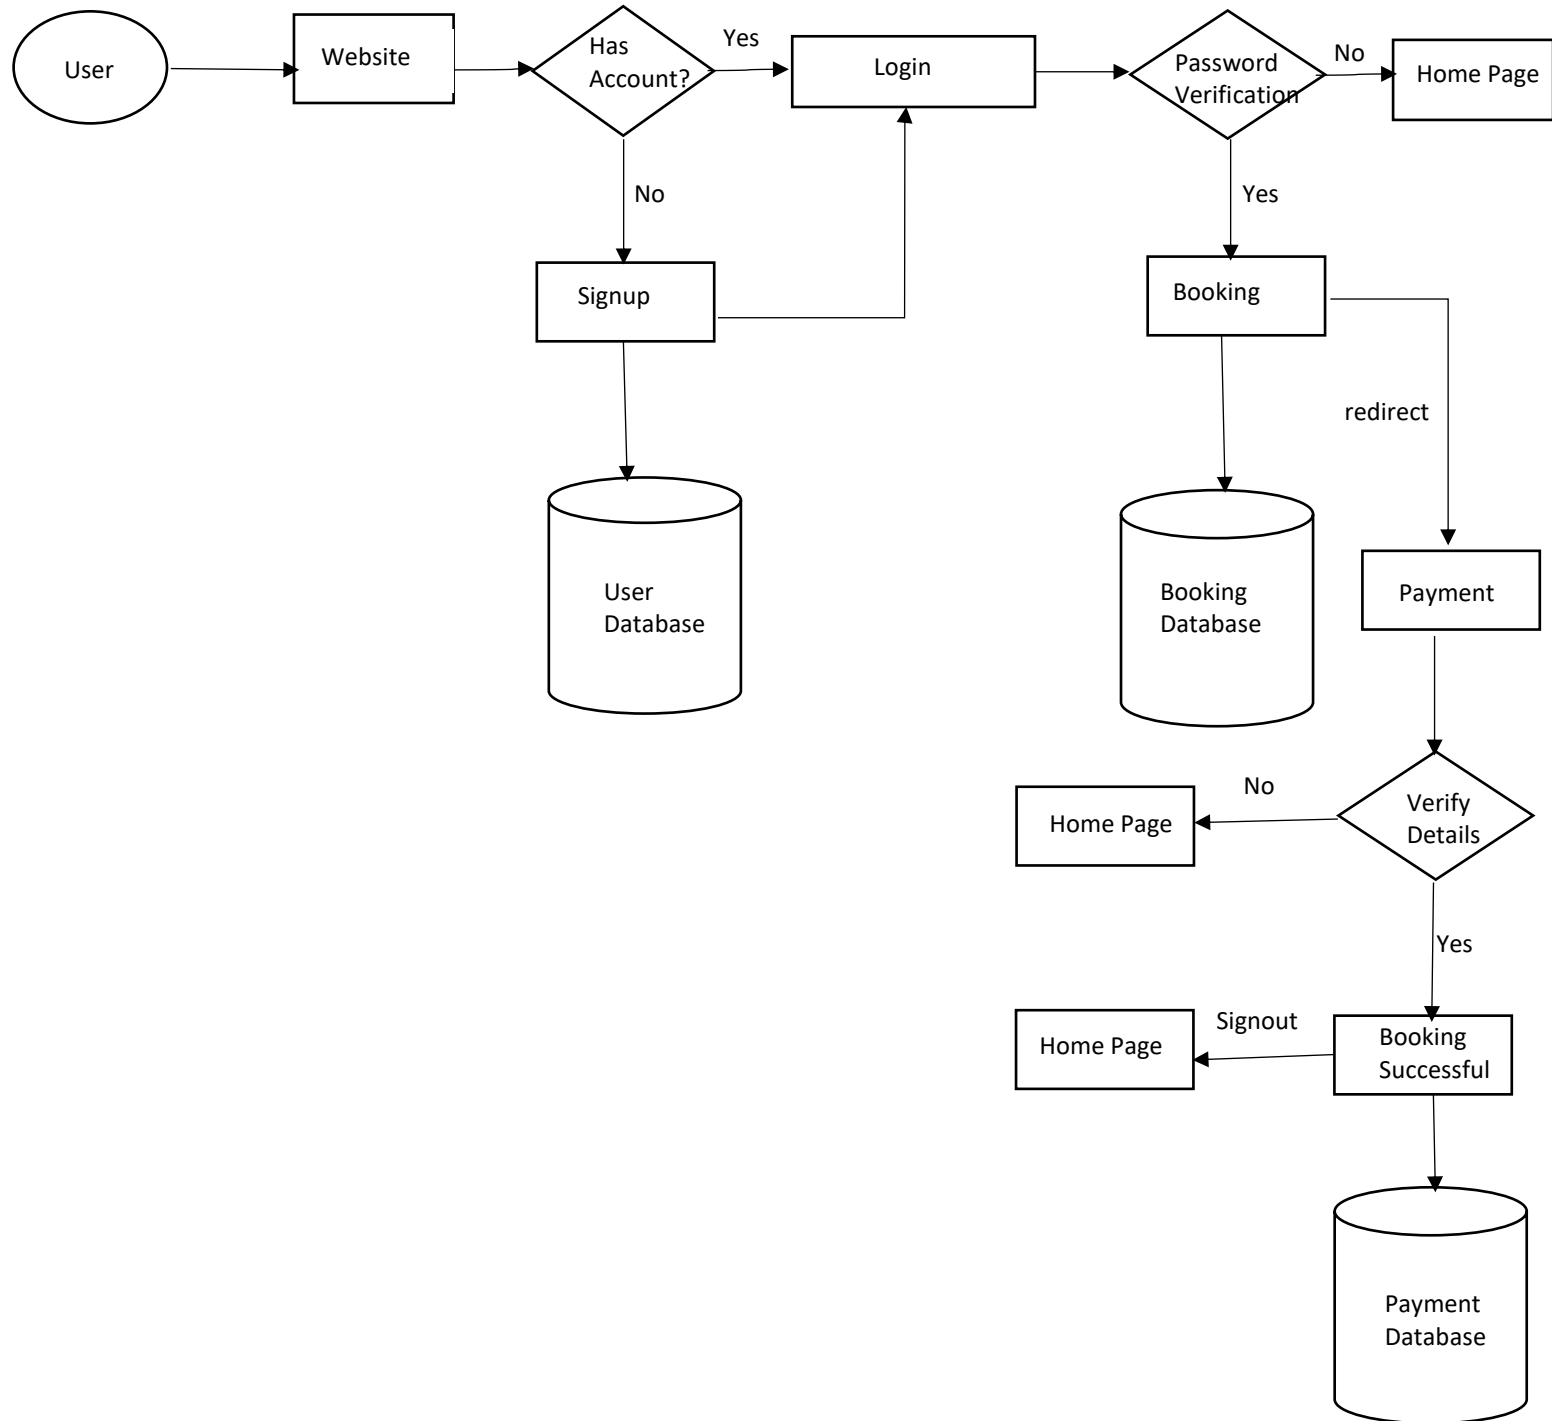 User
Website
Has
Account?
Yes
Login
Password
Verification
No
Home Page
No
Yes
Signup
Booking
redirect
User
Database
Booking
Database
Payment
No
Home Page
Verify
Details
Yes
Home Page
Signout
Booking
Successful
Payment
Database